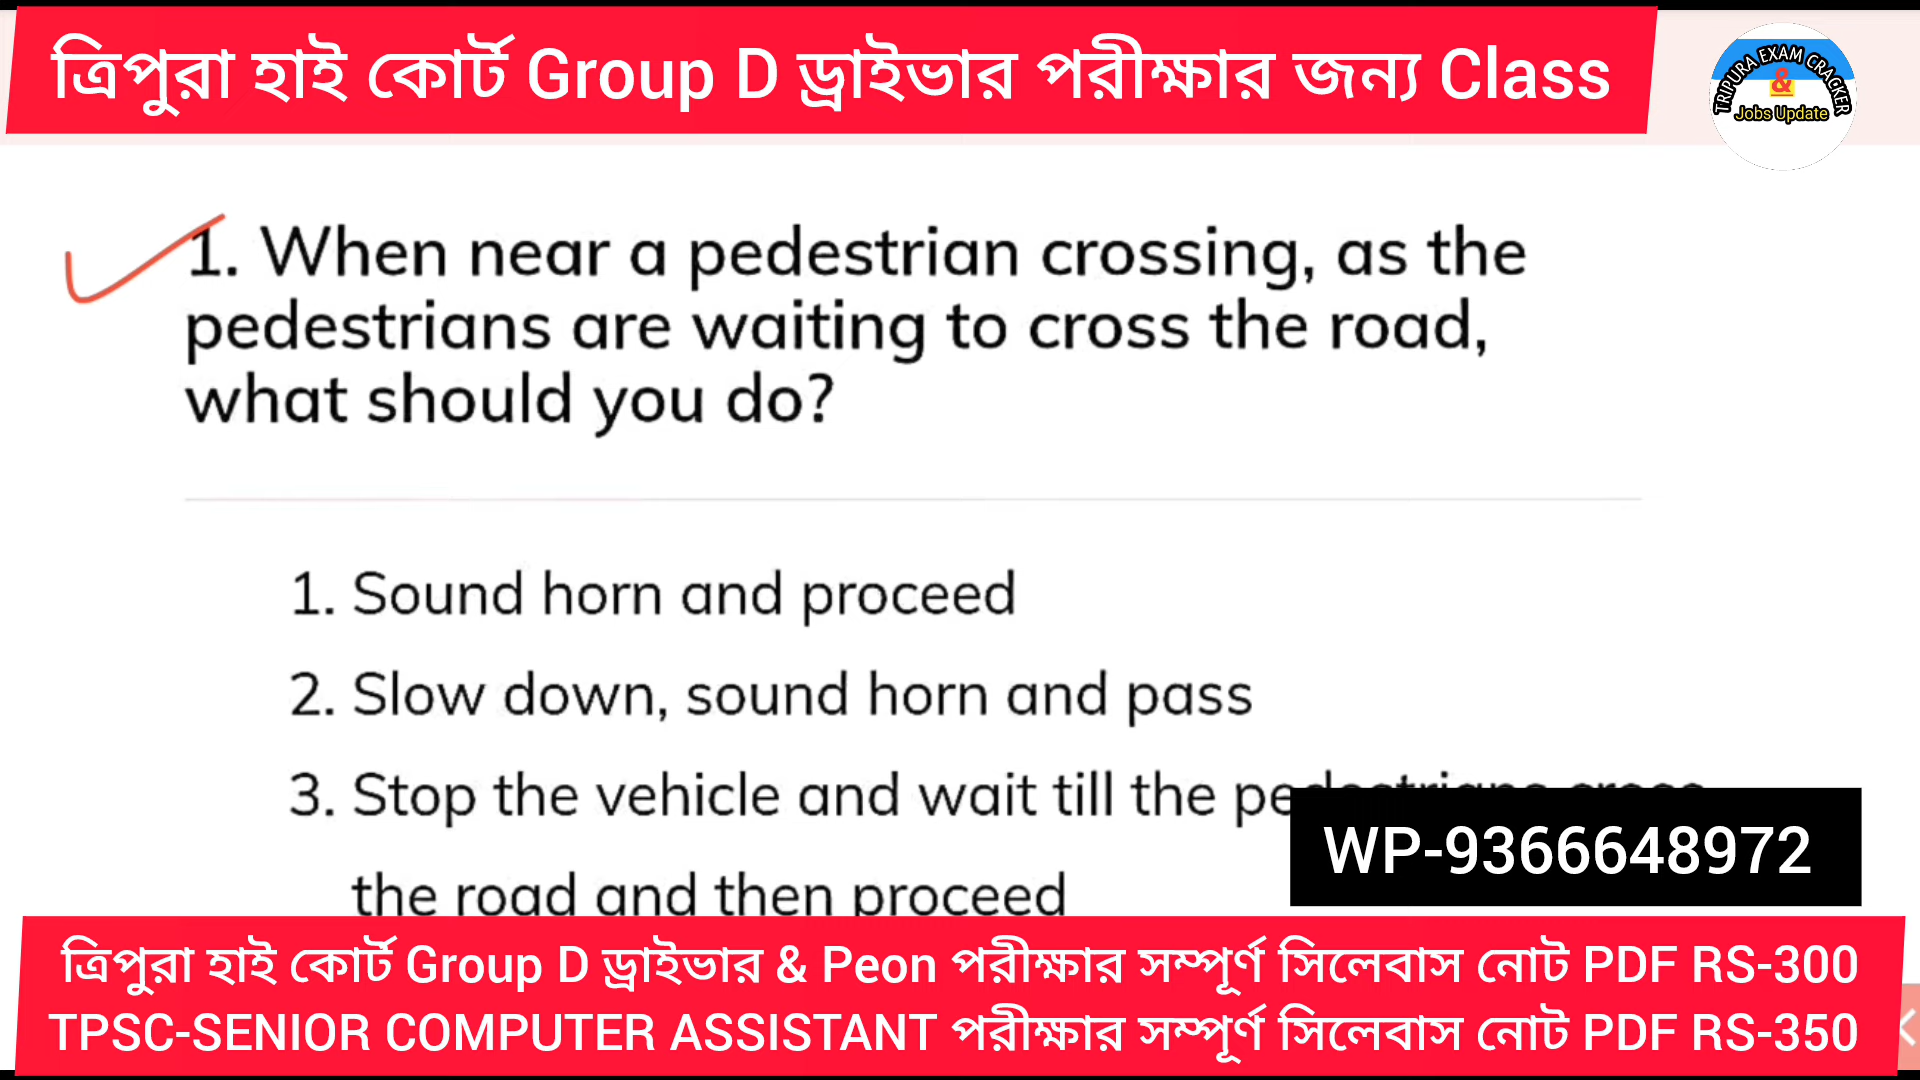 ত্রিপুরা হাই কোর্ট Group D ড্রাইভার পরীক্ষার জন্য Class
TRIPURA EXAM CRACKER
&
Jobs Update
1. When near a pedestrian crossing, as the
pedestrians are waiting to cross the road,
what should you do?
1. Sound horn and proceed
2. Slow down, sound horn and pass
3. Stop the vehicle and wait till the pedestrians cross
the road and then proceed
WP-9366648972
ত্রিপুরা হাই কোর্ট Group D ড্রাইভার & Peon পরীক্ষার সম্পূর্ণ সিলেবাস নোট PDF RS-300
TPSC-SENIOR COMPUTER ASSISTANT পরীক্ষার সম্পূর্ণ সিলেবাস নোট PDF RS-350